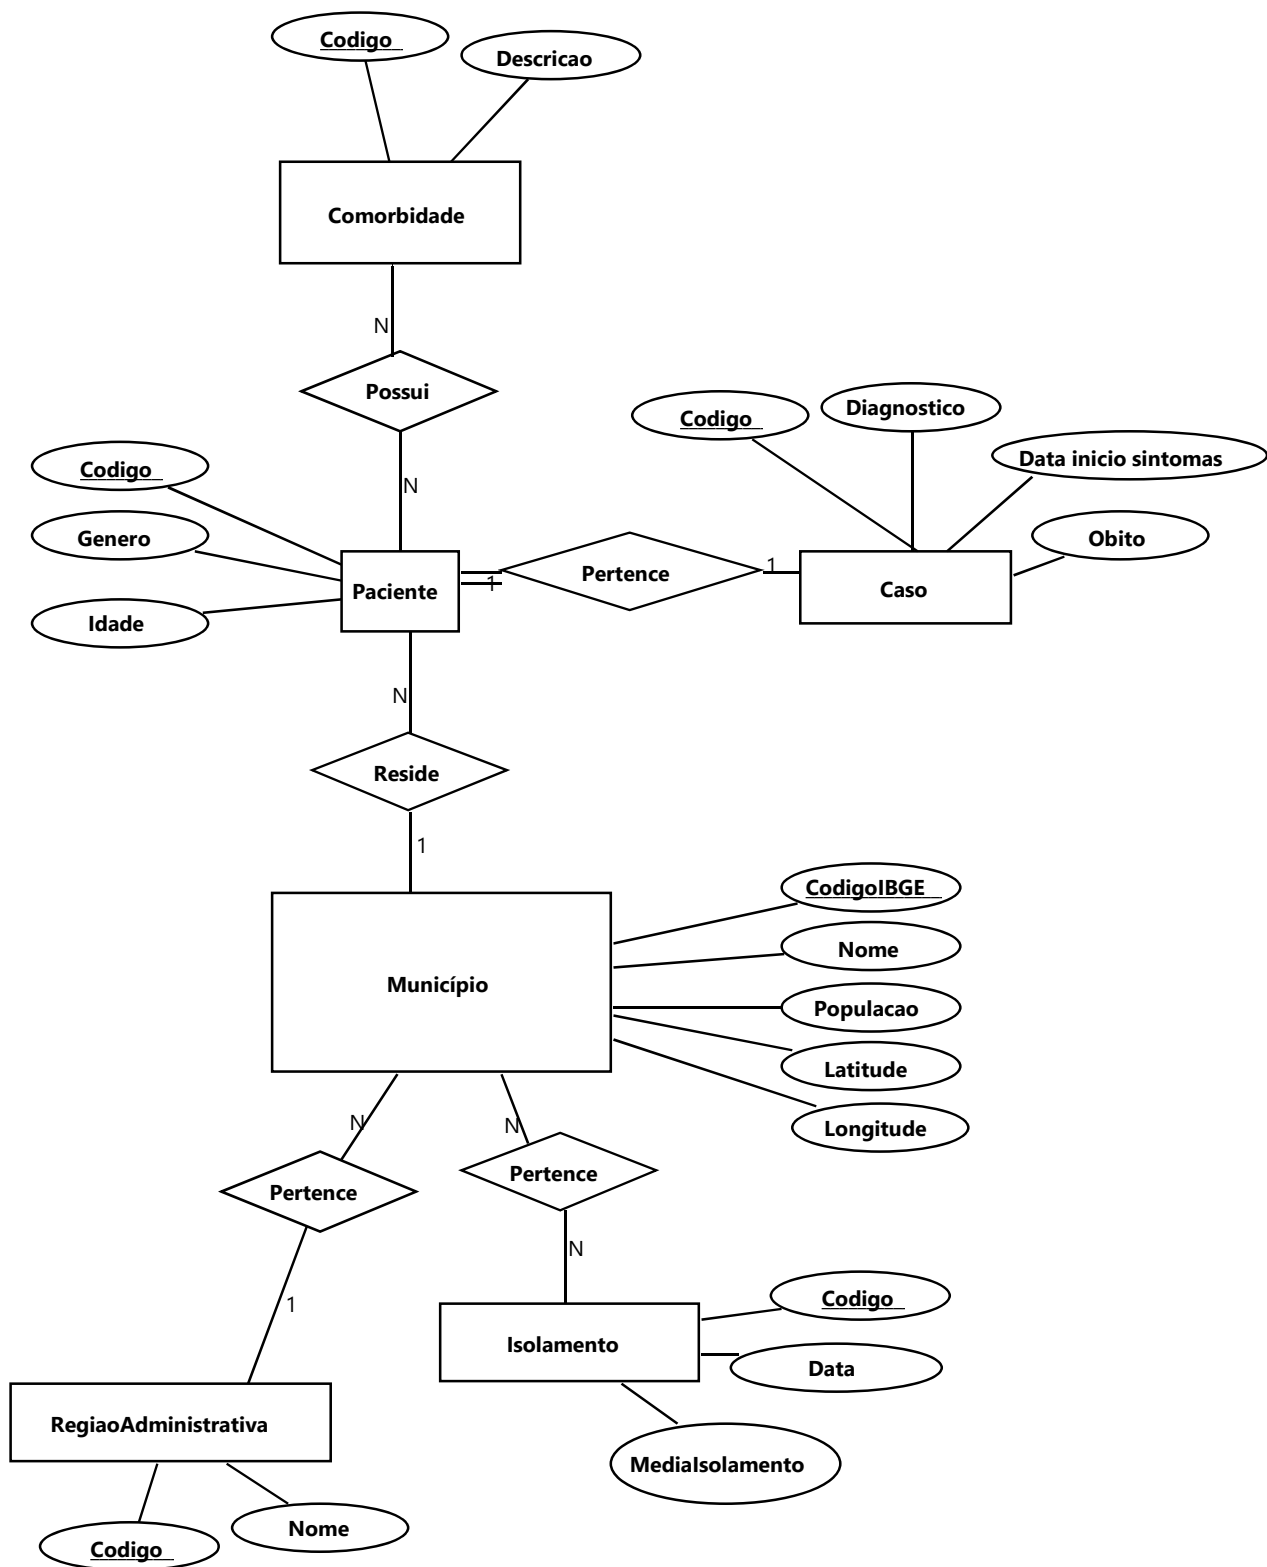 Codigo
Descricao
Comorbidade
N
Possui
N
Codigo
Genero
Idade
Paciente
1
Pertence
1
Codigo
Diagnostico
Data inicio sintomas
Obito
Caso
N
Reside
1
Município
CodigoIBGE
Nome
Populacao
Latitude
Longitude
N
Pertence
1
N
Pertence
N
Isolamento
Codigo
Data
MediaIsolamento
RegiaoAdministrativa
Codigo
Nome